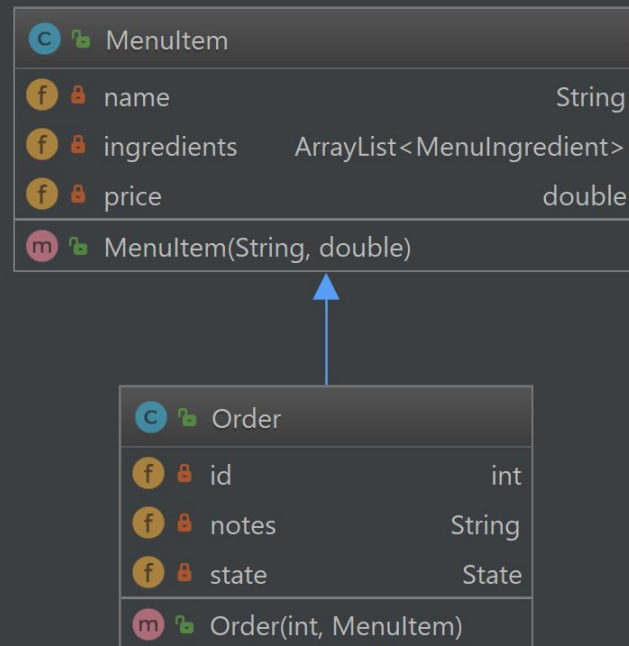 C MenuItem
f name String
f ingredients ArrayList<MenuIngredient>
f price double
m MenuItem(String, double)
C Order
f id int
f notes String
f state State
m Order(int, MenuItem)